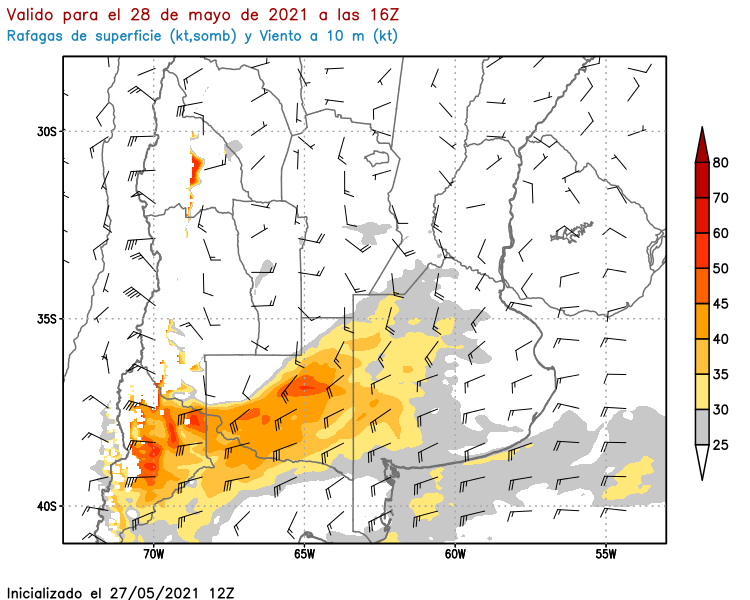 Valido para el 28 de mayo de 2021 a las 16Z
Rafagas de superficie (kt,somb) y Viento a 10 m (kt)
30S
35S
40S
70W 65W 60W 55W
80
70
60
50
45
40
35
30
25
Inicializado el 27/05/2021 12Z